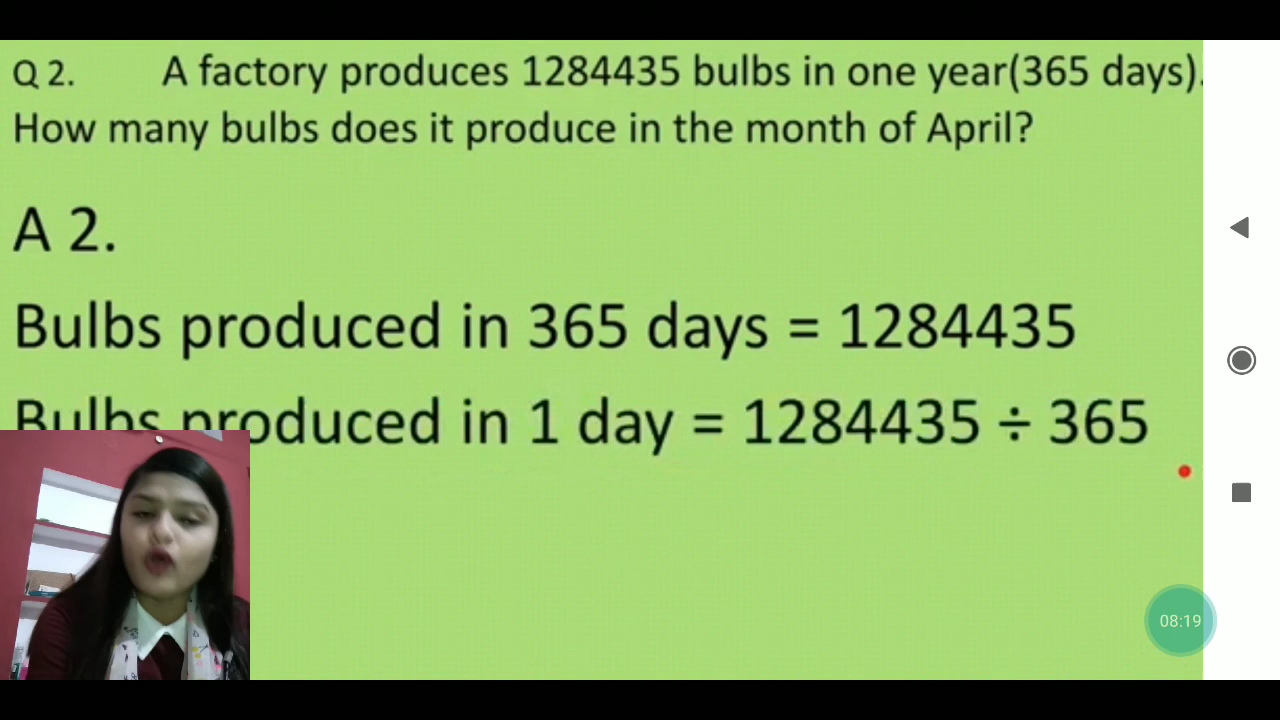 Q 2. A factory produces 1284435 bulbs in one year(365 days).
How many bulbs does it produce in the month of April?
A 2.
Bulbs produced in 365 days = 1284435
Bulbs produced in 1 day = 1284435 ÷ 365
08:19